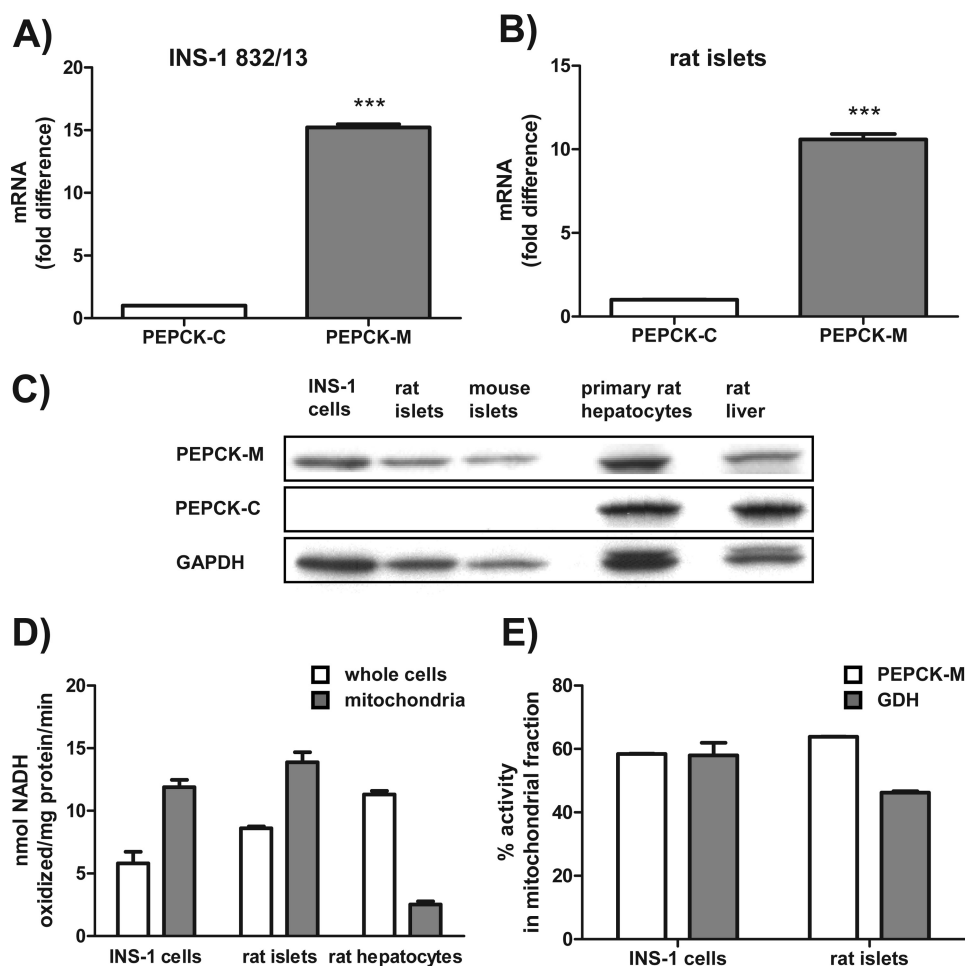 A)
INS-1 832/13
20
15
10
5
0
mRNA
(fold difference)
***
PEPCK-C
PEPCK-M
B)
rat islets
15
10
5
0
mRNA
(fold difference)
***
PEPCK-C
PEPCK-M
C)
INS-1
cells
rat
islets
mouse
islets
primary rat
hepatocytes
rat
liver
PEPCK-M
PEPCK-C
GAPDH
D)
whole cells
mitochondria
20
15
10
5
0
nmol NADH
oxidized/mg protein/min
INS-1 cells
rat islets
rat hepatocytes
E)
PEPCK-M
GDH
80
60
40
20
0
% activity
in mitochondrial fraction
INS-1 cells
rat islets